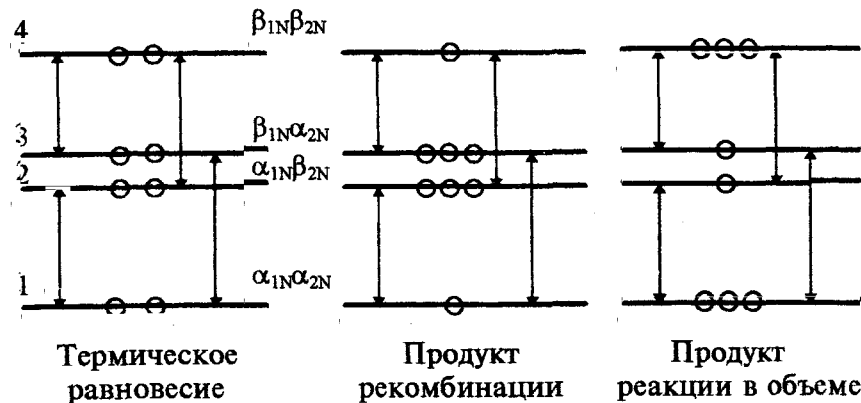 4 β₁ₙβ₂ₙ
3 β₁ₙα₂ₙ
2 α₁ₙβ₂ₙ
1 α₁ₙα₂ₙ
Термическое
равновесие
Продукт
рекомбинации
Продукт
реакции в объеме